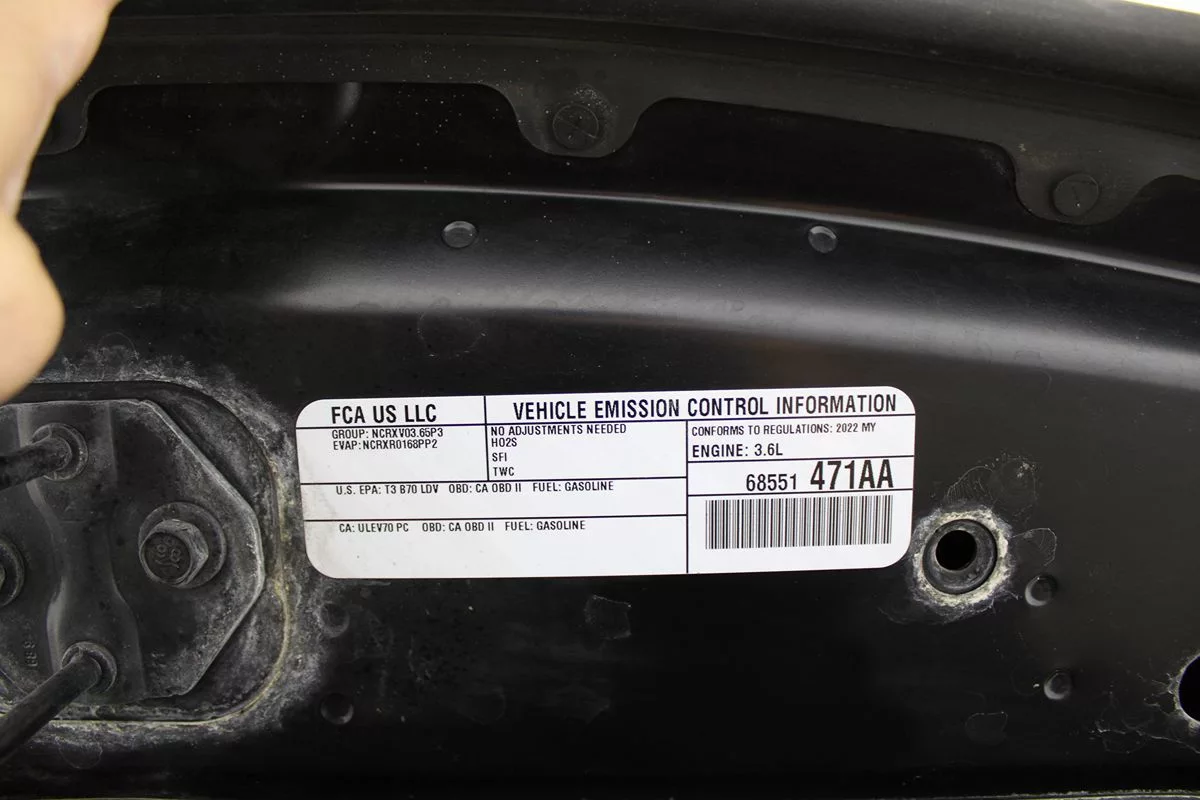 FCA US LLC
VEHICLE EMISSION CONTROL INFORMATION
GROUP: NCRXV03.65P3
EVAP: NCRXR0168PP2
NO ADJUSTMENTS NEEDED
HO2S
SFI
TWC
CONFORMS TO REGULATIONS: 2022 MY
ENGINE: 3.6L
68551 471AA
U.S. EPA: T3 B70 LDV OBD: CA OBD II FUEL: GASOLINE
CA: ULEV70 PC OBD: CA OBD II FUEL: GASOLINE